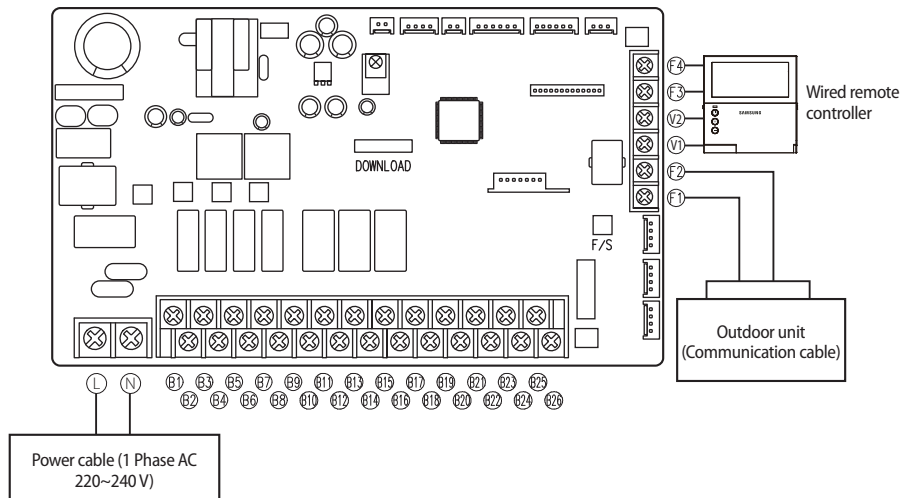 DOWNLOAD
F/S
F4
F3
V2
V1
F2
F1
SAMSUNG
Wired remote
controller
Outdoor unit
(Communication cable)
L
N
B1
B3
B5
B7
B9
B11
B13
B15
B17
B19
B21
B23
B25
B2
B4
B6
B8
B10
B12
B14
B16
B18
B20
B22
B24
B26
Power cable (1 Phase AC
220~240 V)